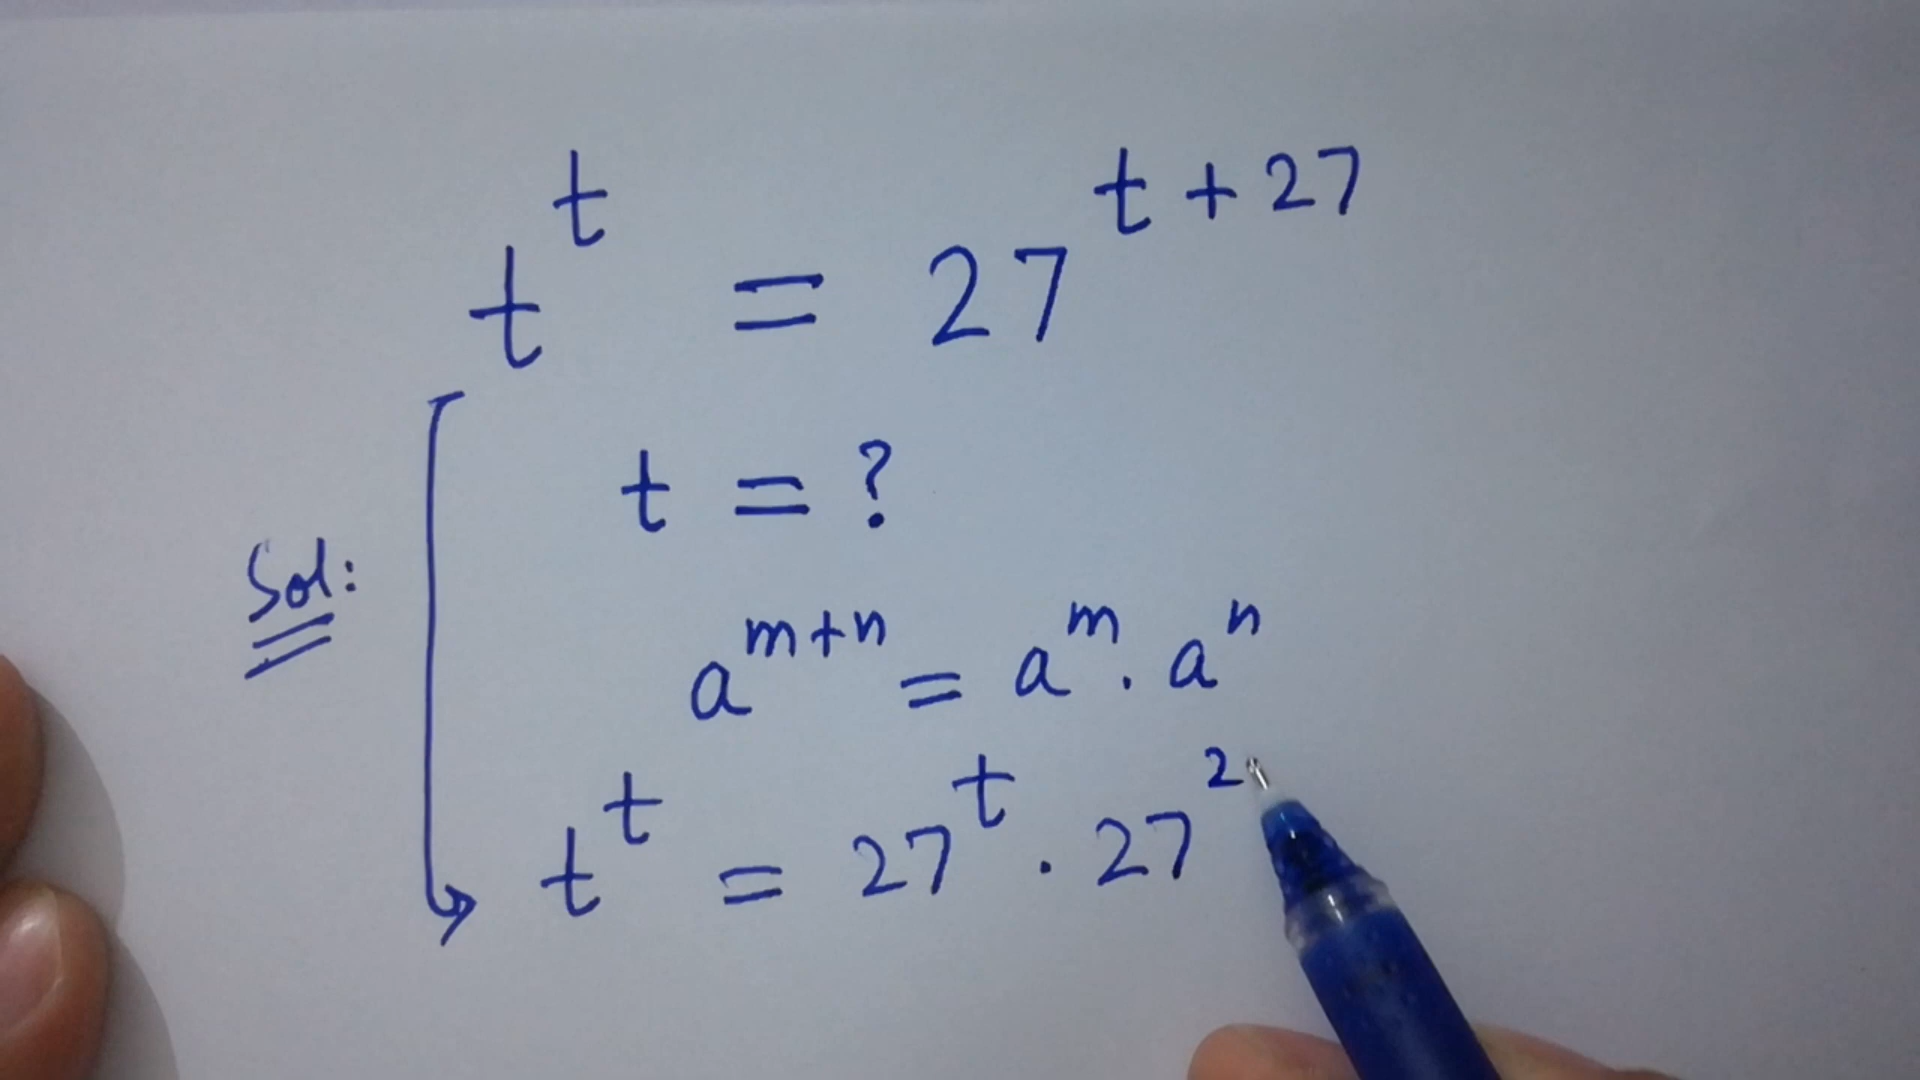 t^t = 27^{t+27}
t = ?
Sol:
a^{m+n} = a^m . a^n
t^t = 27^t . 27^2